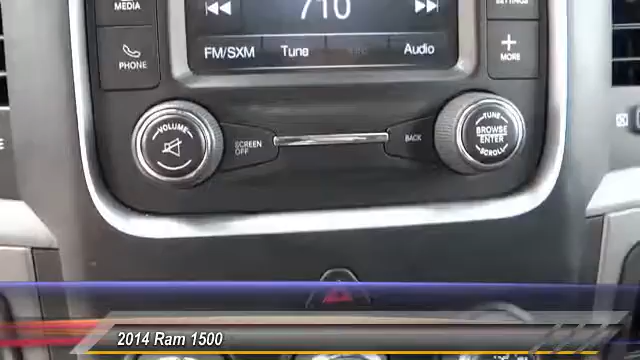 MEDIA
SETTINGS
710
FM/SXM Tune Audio
PHONE
MORE
VOLUME
SCREEN OFF
BACK
TUNE
BROWSE
ENTER
SCROLL
2014 Ram 1500